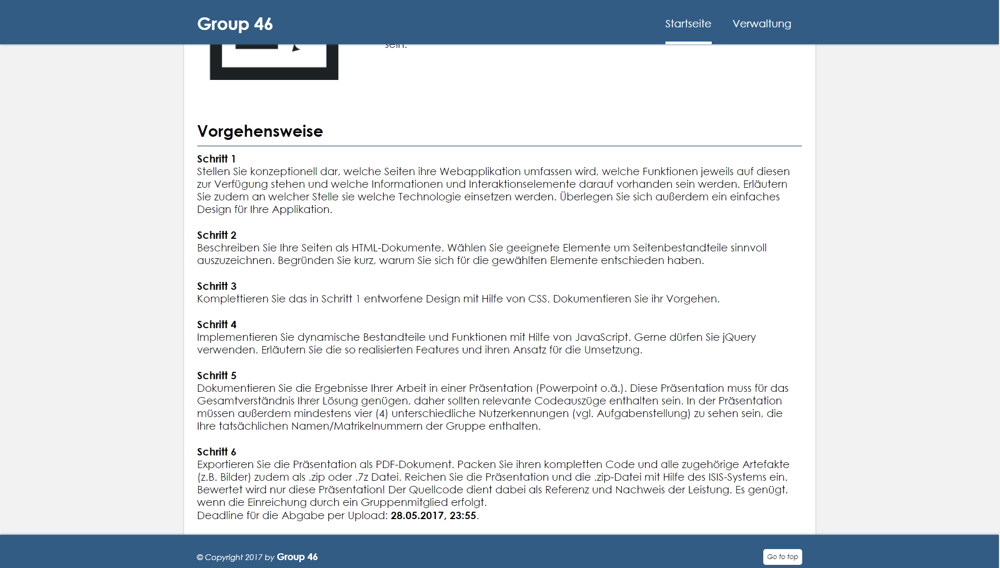 Group 46
Startseite
Verwaltung
sein.
Vorgehensweise
Schritt 1
Stellen Sie konzeptionell dar, welche Seiten ihre Webapplikation umfassen wird, welche Funktionen jeweils auf diesen
zur Verfügung stehen und welche Informationen und Interaktionselemente darauf vorhanden sein werden. Erläutern
Sie zudem an welcher Stelle sie welche Technologie einsetzen werden. Überlegen Sie sich außerdem ein einfaches
Design für Ihre Applikation.
Schritt 2
Beschreiben Sie Ihre Seiten als HTML-Dokumente. Wählen Sie geeignete Elemente um Seitenbestandteile sinnvoll
auszuzeichnen. Begründen Sie kurz, warum Sie sich für die gewählten Elemente entschieden haben.
Schritt 3
Komplettieren Sie das in Schritt 1 entworfene Design mit Hilfe von CSS. Dokumentieren Sie ihr Vorgehen.
Schritt 4
Implementieren Sie dynamische Bestandteile und Funktionen mit Hilfe von JavaScript. Gerne dürfen Sie jQuery
verwenden. Erläutern Sie die so realisierten Features und ihren Ansatz für die Umsetzung.
Schritt 5
Dokumentieren Sie die Ergebnisse Ihrer Arbeit in einer Präsentation (Powerpoint o.ä.). Diese Präsentation muss für das
Gesamtverständnis Ihrer Lösung genügen, daher sollten relevante Codeauszüge enthalten sein. In der Präsentation
müssen außerdem mindestens vier (4) unterschiedliche Nutzerkennungen (vgl. Aufgabenstellung) zu sehen sein, die
Ihre tatsächlichen Namen/Matrikelnummern der Gruppe enthalten.
Schritt 6
Exportieren Sie die Präsentation als PDF-Dokument. Packen Sie ihren kompletten Code und alle zugehörige Artefakte
(z.B. Bilder) zudem als .zip oder .7z Datei. Reichen Sie die Präsentation und die .zip-Datei mit Hilfe des ISIS-Systems ein.
Bewertet wird nur diese Präsentation! Der Quellcode dient dabei als Referenz und Nachweis der Leistung. Es genügt,
wenn die Einreichung durch ein Gruppenmitglied erfolgt.
Deadline für die Abgabe per Upload: 28.05.2017, 23:55.
© Copyright 2017 by Group 46
Go to top